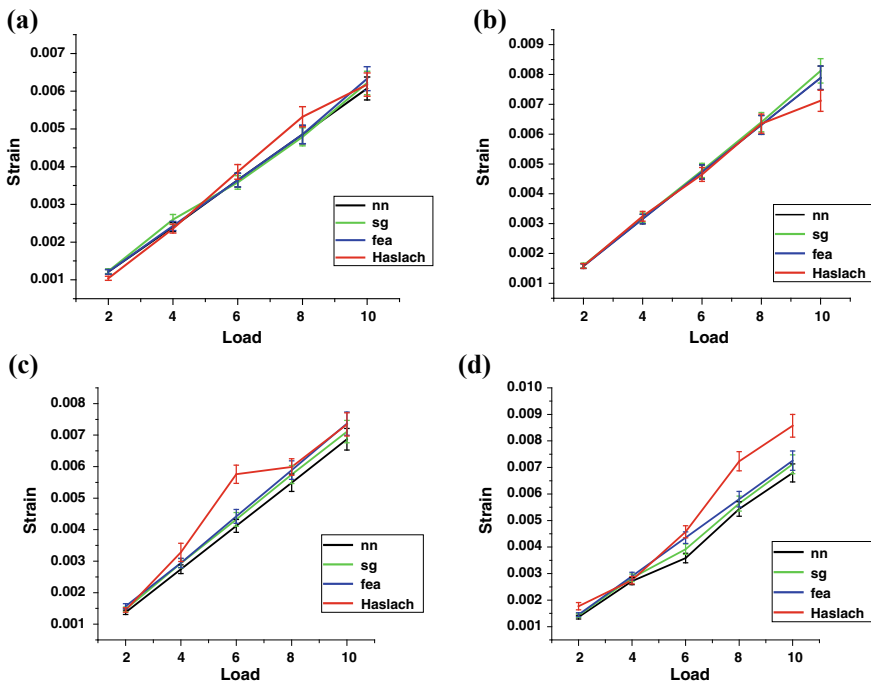 (a)
0.007
0.006
0.005
0.004
0.003
0.002
0.001
Strain
2 4 6 8 10
Load
nn
sg
fea
Haslach
(b)
0.009
0.008
0.007
0.006
0.005
0.004
0.003
0.002
0.001
Strain
2 4 6 8 10
Load
nn
sg
fea
Haslach
(c)
0.008
0.007
0.006
0.005
0.004
0.003
0.002
0.001
Strain
2 4 6 8 10
Load
nn
sg
fea
Haslach
(d)
0.010
0.009
0.008
0.007
0.006
0.005
0.004
0.003
0.002
0.001
Strain
2 4 6 8 10
Load
nn
sg
fea
Haslach